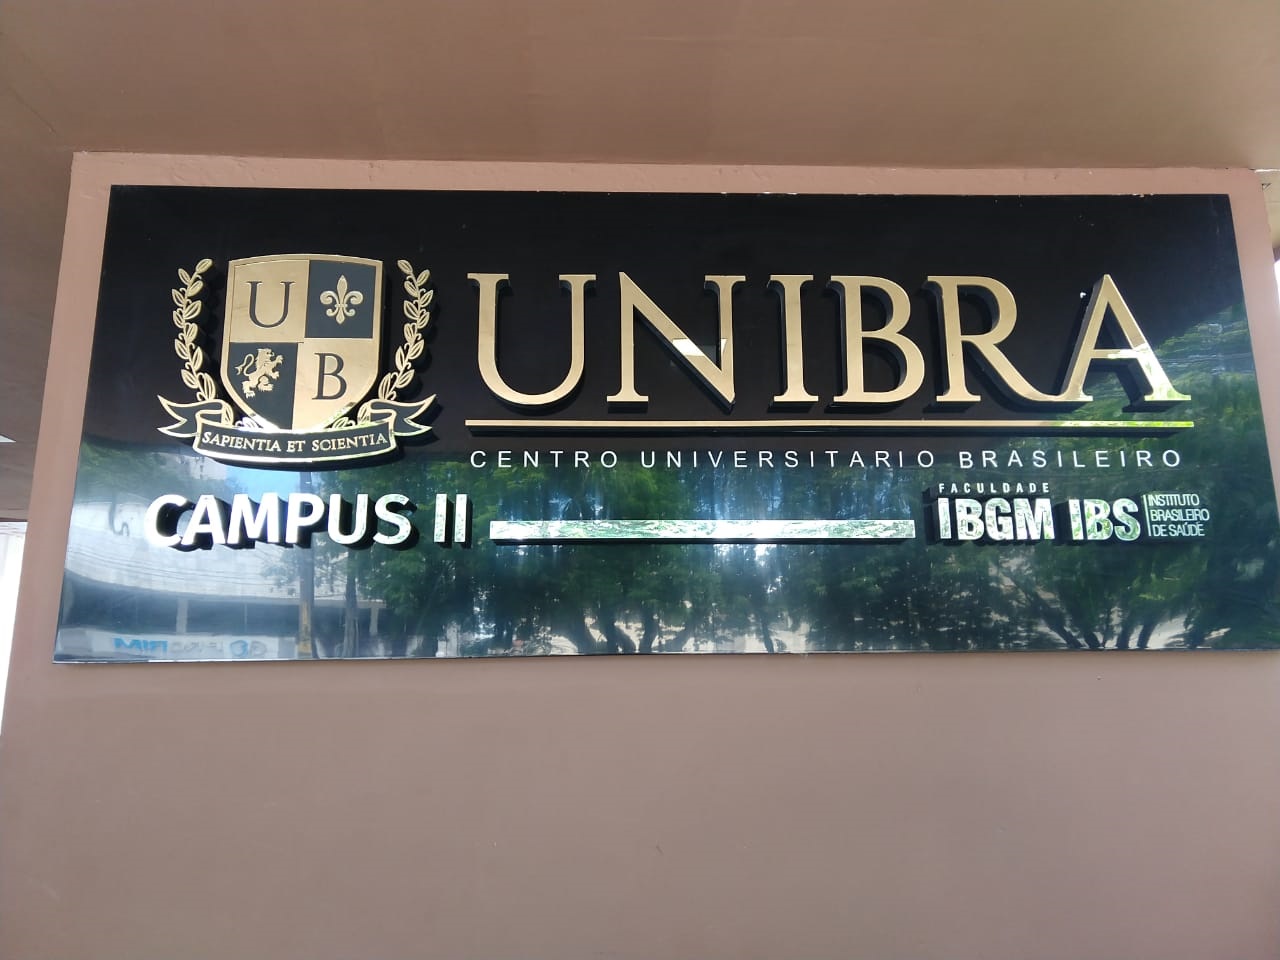 U
B
SAPIENTIA ET SCIENTIA
UNIBRA
CENTRO UNIVERSITARIO BRASILEIRO
CAMPUS II
FACULDADE
IBGM IBS
INSTITUTO
BRASILEIRO
DE SAÚDE